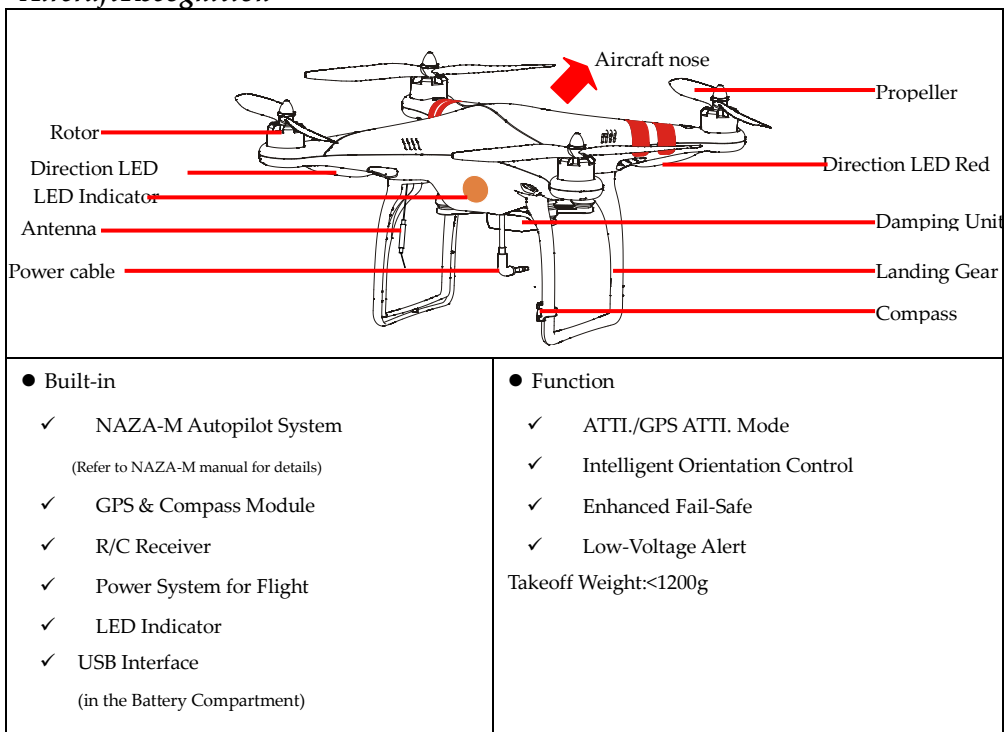 Aircraft Recognition
Aircraft nose
Propeller
Rotor
Direction LED
Direction LED Red
LED Indicator
Antenna
Damping Unit
Power cable
Landing Gear
Compass
● Built-in
✓ NAZA-M Autopilot System
(Refer to NAZA-M manual for details)
✓ GPS & Compass Module
✓ R/C Receiver
✓ Power System for Flight
✓ LED Indicator
✓ USB Interface
(in the Battery Compartment)
● Function
✓ ATTI./GPS ATTI. Mode
✓ Intelligent Orientation Control
✓ Enhanced Fail-Safe
✓ Low-Voltage Alert
Takeoff Weight:<1200g